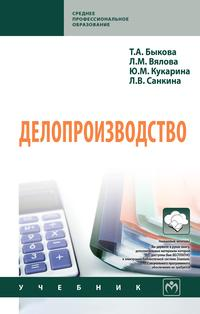 СРЕДНЕЕ
ПРОФЕССИОНАЛЬНОЕ
ОБРАЗОВАНИЕ
Т.А. Быкова
Л.М. Вялова
Ю.М. Кукарина
Л.В. Санкина
ДЕЛОПРОИЗВОДСТВО
УЧЕБНИК